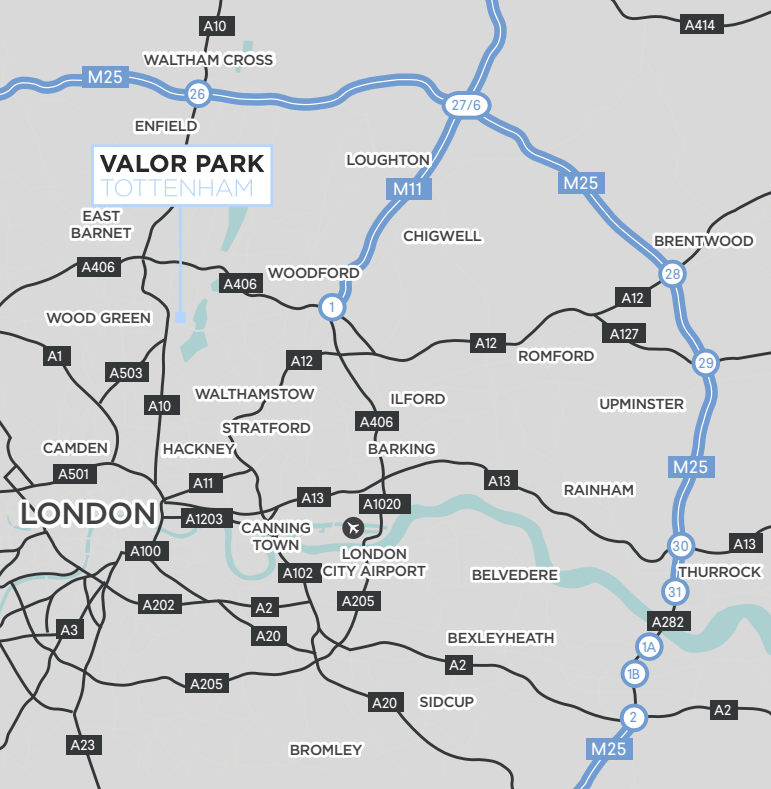 A10
A414
WALTHAM CROSS
M25
26
27/6
ENFIELD
VALOR PARK
TOTTENHAM
LOUGHTON
M11
M25
EAST
BARNET
CHIGWELL
BRENTWOOD
A406
WOODFORD
28
A406
A12
1
WOOD GREEN
A127
A12
A1
A12
ROMFORD
29
A503
WALTHAMSTOW
ILFORD
A10
UPMINSTER
A406
STRATFORD
CAMDEN
HACKNEY
BARKING
M25
A501
A11
A13
RAINHAM
A13
A1020
LONDON
A1203
CANNING
TOWN
A13
30
A100
LONDON
CITY AIRPORT
A102
BELVEDERE
THURROCK
31
A202
A2
A205
A282
A3
A20
BEXLEYHEATH
1A
A2
1B
A205
A20
SIDCUP
2
A2
A23
BROMLEY
M25